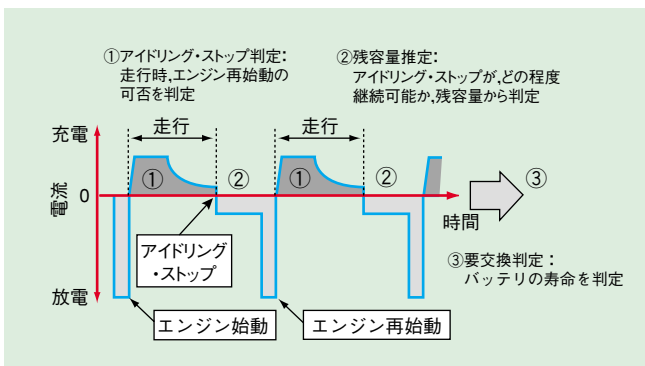 ①アイドリング・ストップ判定：
走行時，エンジン再始動の
可否を判定
②残容量推定：
アイドリング・ストップが，どの程度
継続可能か，残容量から判定
充電
走行
走行
電流
0
①
②
①
②
③
時間
アイドリング
・ストップ
③要交換判定：
バッテリの寿命を判定
放電
エンジン始動
エンジン再始動